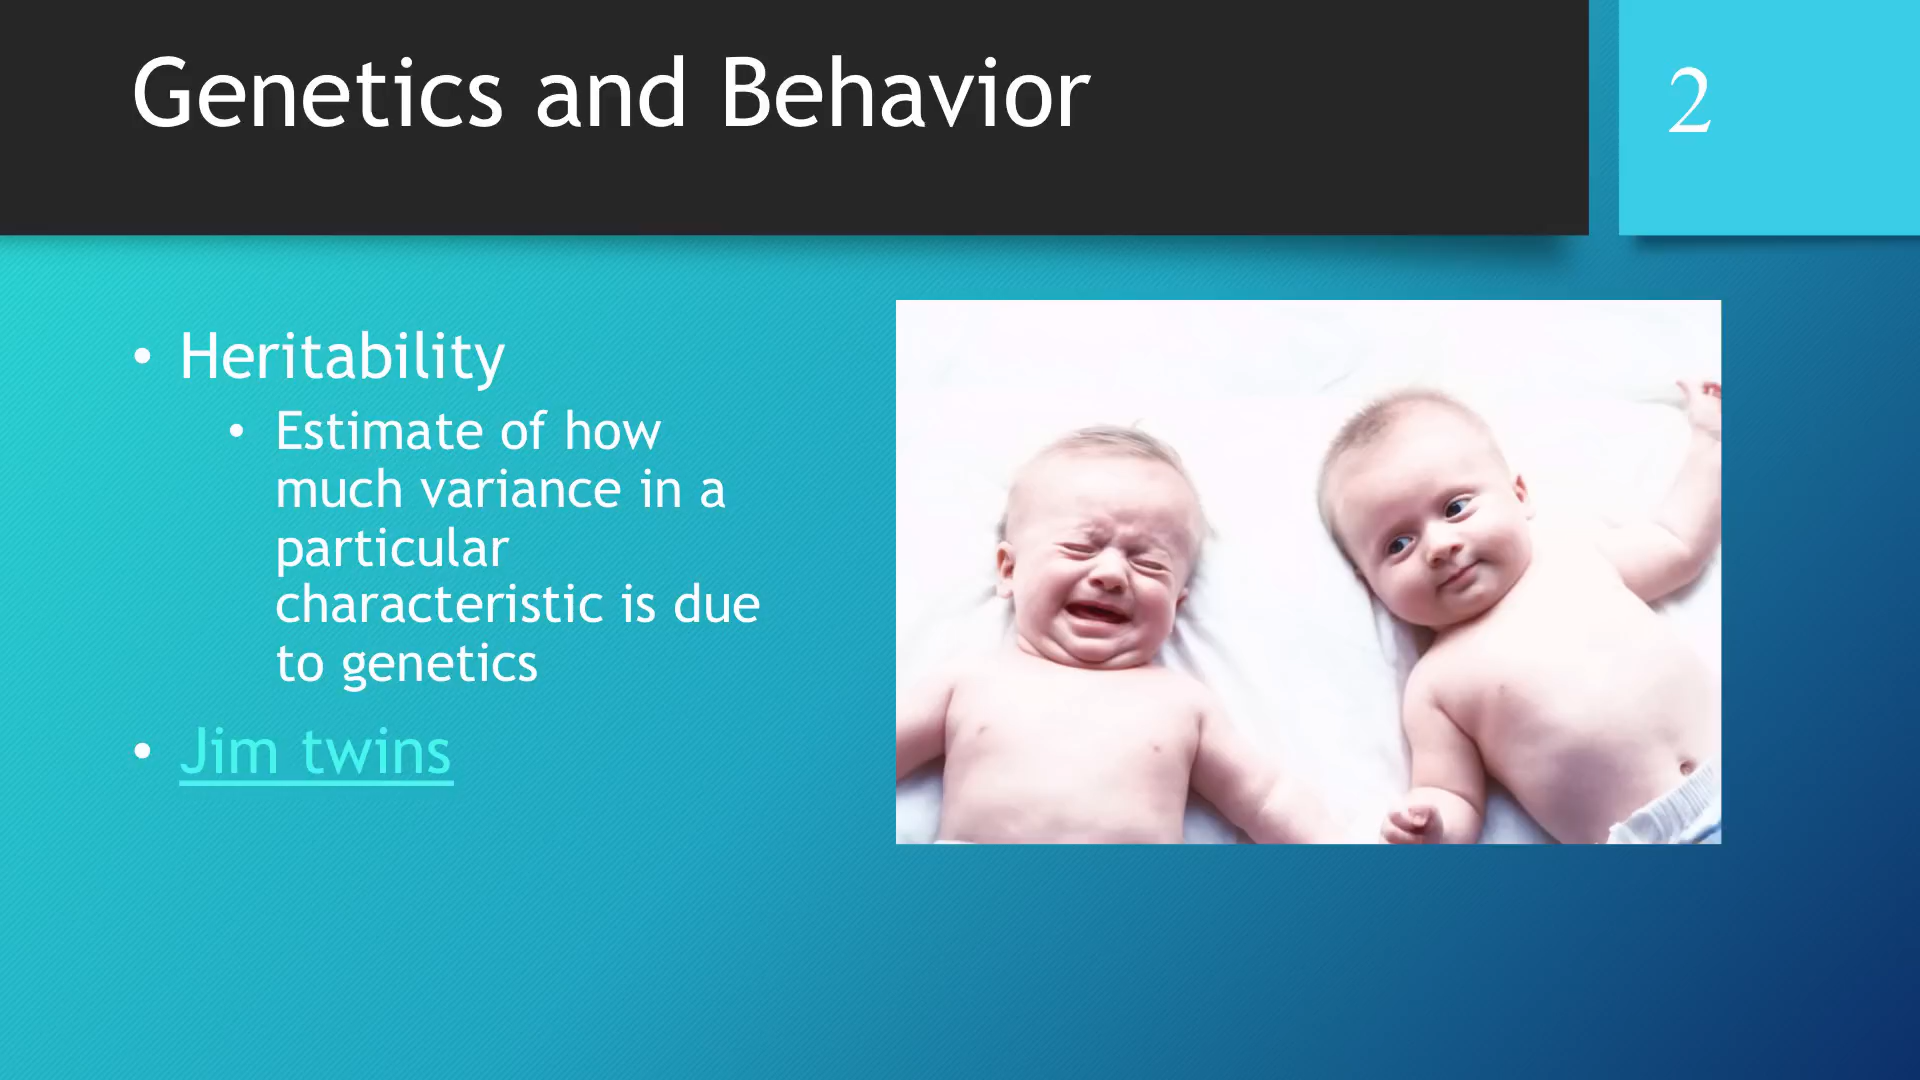 Genetics and Behavior
2
• Heritability
• Estimate of how
much variance in a
particular
characteristic is due
to genetics
• Jim twins